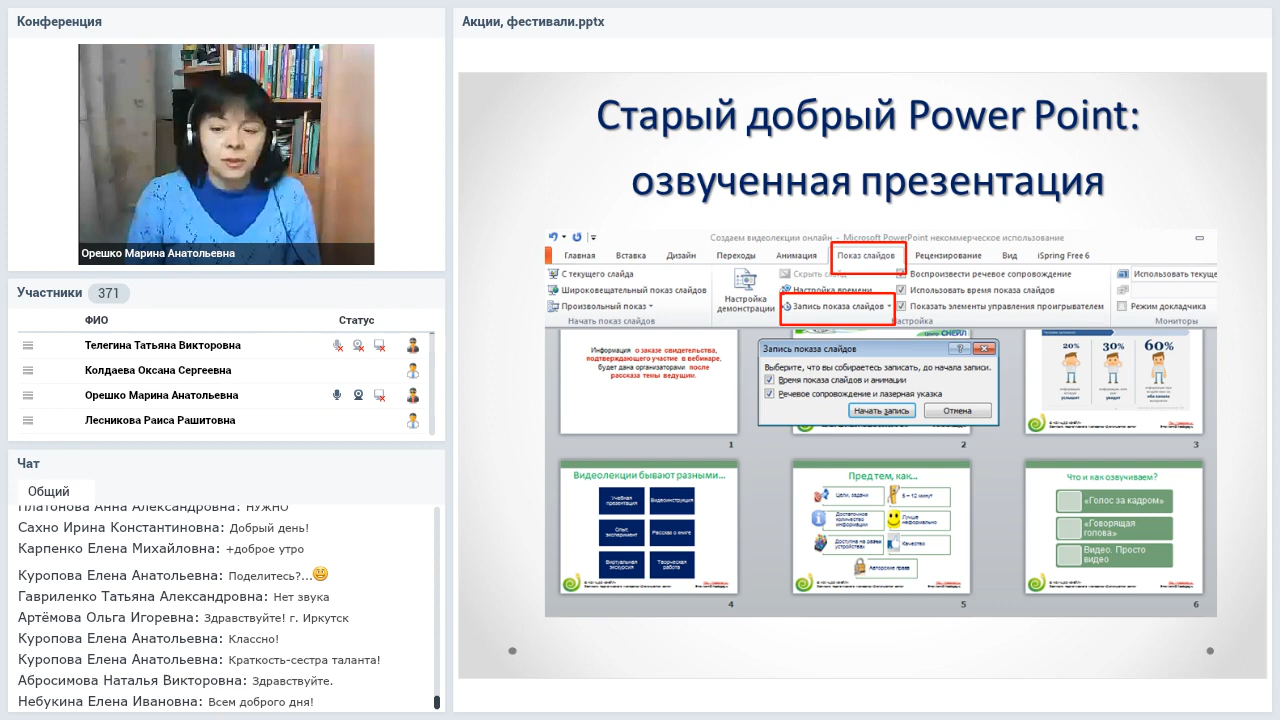 Конференция
Орешко Марина Анатольевна
Участники 371
ФИО Статус
Телегина Татьяна Викторовна
Колдаева Оксана Сергеевна
Орешко Марина Анатольевна
Лесникова Раиса Рашитовна
Чат
Общий
Платонова Анна Александровна: НУЖНО
Сахно Ирина Константиновна: Добрый день!
Карпенко Елена Михайловна: +доброе утро
Куропова Елена Анатольевна: Поделитесь?...
Гавриленко Татьяна Александровна: Нет звука
Артёмова Ольга Игоревна: Здравствуйте! г. Иркутск
Куропова Елена Анатольевна: Классно!
Куропова Елена Анатольевна: Краткость-сестра таланта!
Абросимова Наталья Викторовна: Здравствуйте.
Небукина Елена Ивановна: Всем доброго дня!
Акции, фестивали.pptx
Старый добрый Power Point:
озвученная презентация
Создаем видеолекции онлайн - Microsoft PowerPoint некоммерческое использование
Главная Вставка Дизайн Переходы Анимация Показ слайдов Рецензирование Вид iSpring Free 6
С текущего слайда
Широковещательный показ слайдов
Произвольный показ
Начать показ слайдов
Настройка
демонстрации
Скрыть слайд
Настройка времени
Запись показа слайдов
Воспроизвести речевое сопровождение
Использовать время показа слайдов
Показать элементы управления проигрывателем
Настройка
Использовать текуще
Режим докладчика
Мониторы
Информация о заказе свидетельства,
подтверждающего участие в вебинаре,
будет дана организаторами после
рассказа темы ведущим.
1
СНЕЙЛ
Запись показа слайдов
Выберите, что вы собираетесь записать, до начала записи.
Время показа слайдов и анимации
Речевое сопровождение и лазерная указка
Начать запись Отмена
2
20% 30% 60%
3
Видеолекции бывают разными...
Учебная
презентация
Видеоинструкция
Опыт,
эксперимент
Рассказ о книге
Виртуальная
экскурсия
Творческая
работа
4
Пред тем, как...
Цели, задачи
5 – 12 минут
Достаточное
количество
информации
Лучше
неформально
Доступна на разных
устройствах
Качество
Авторские права
5
Что и как озвучиваем?
«Голос за кадром»
«Говорящая
голова»
Видео. Просто
видео
6